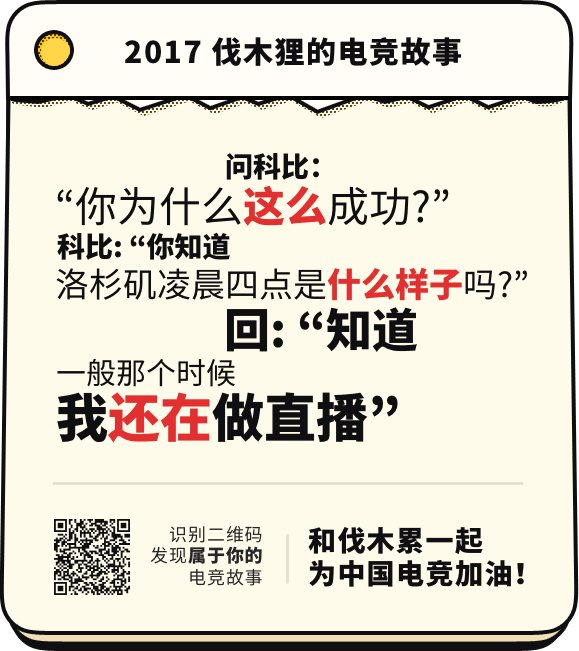 2017 伐木狸的电竞故事
问科比：
“你为什么这么成功?”
科比: “你知道
洛杉矶凌晨四点是什么样子吗?”
回: “知道
一般那个时候
我还在做直播”
识别二维码
发现属于你的
电竞故事
和伐木累一起
为中国电竞加油!